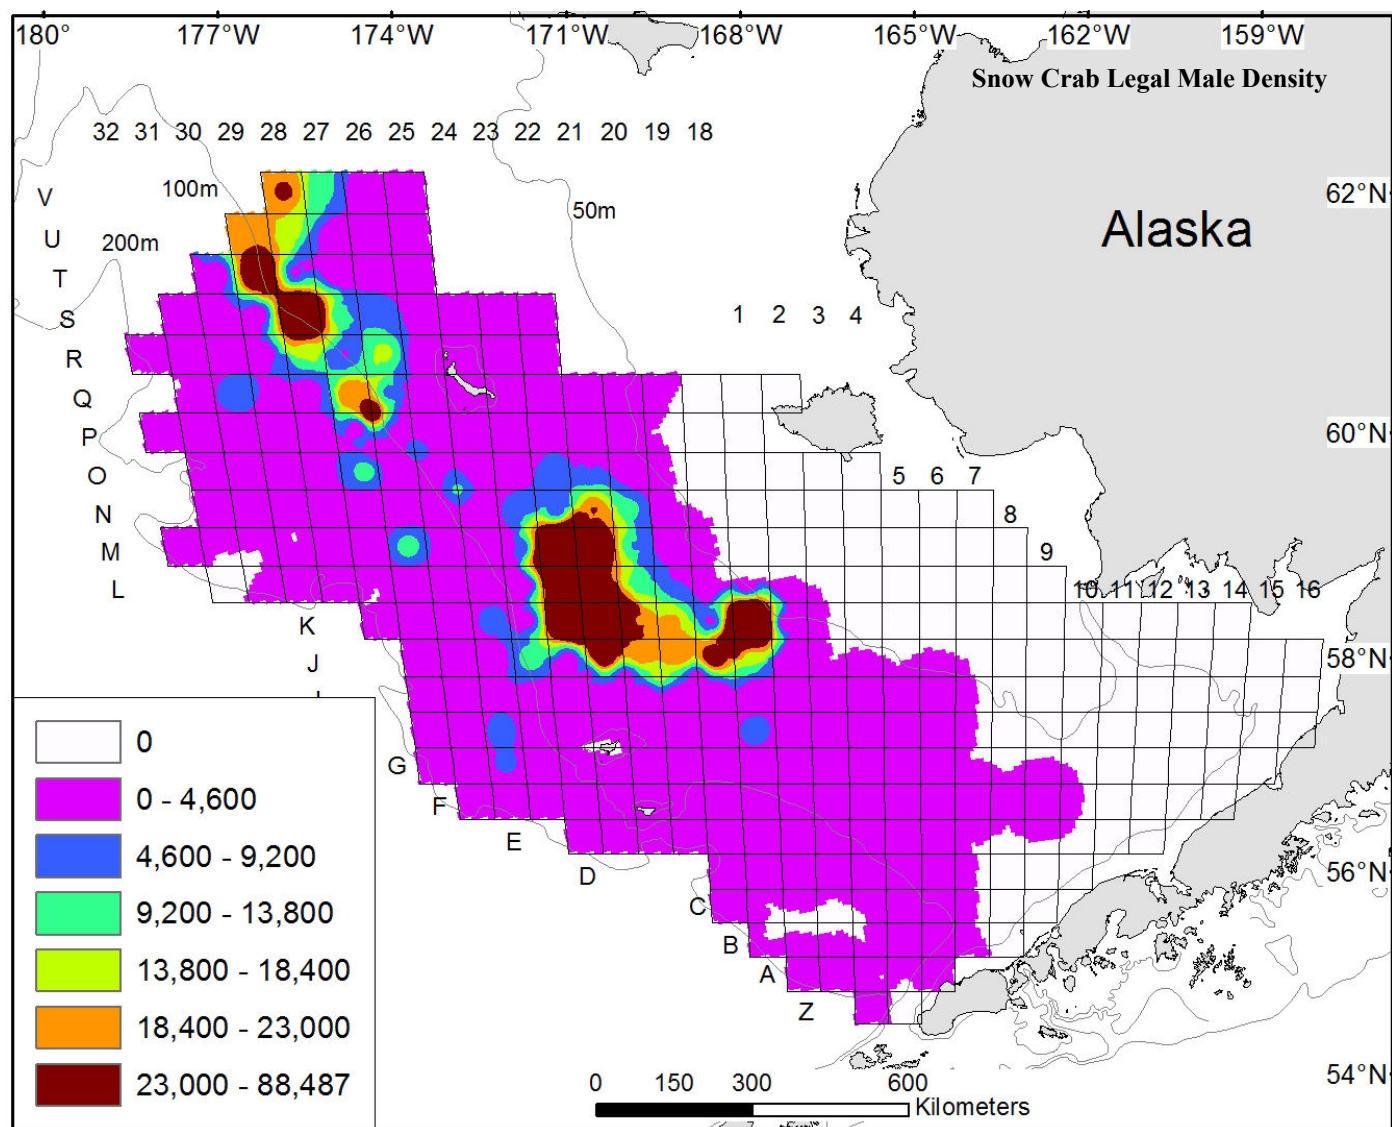 180° 177°W 174°W 171°W 168°W 165°W 162°W 159°W
Snow Crab Legal Male Density
32 31 30 29 28 27 26 25 24 23 22 21 20 19 18
V
100m
62°N
50m
Alaska
U
200m
T
1 2 3 4
S
R
Q
P
60°N
O
5 6 7
N
8
M
9
L
10 11 12 13 14 15 16
K
J
58°N
I
G
F
E
D
56°N
C
B
A
Z
54°N
0
0 - 4,600
4,600 - 9,200
9,200 - 13,800
13,800 - 18,400
18,400 - 23,000
23,000 - 88,487
0 150 300 600
Kilometers